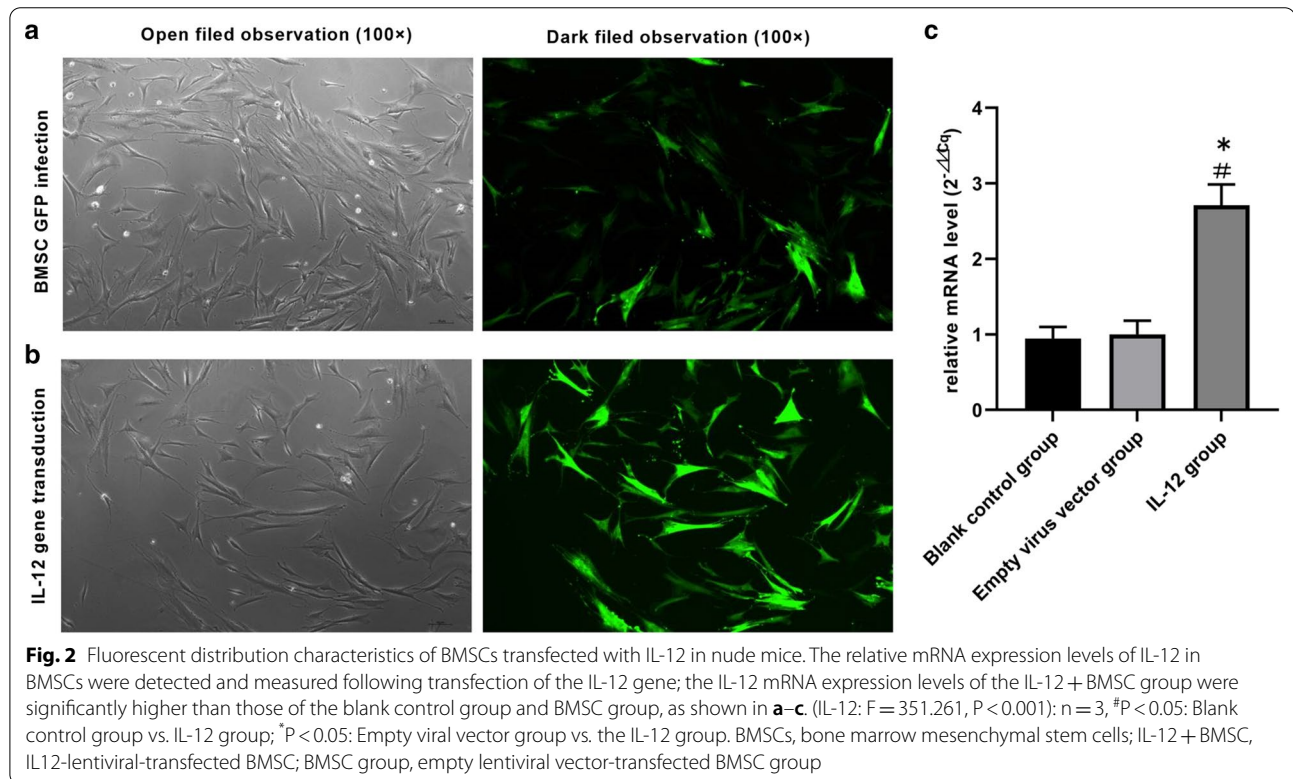 a
Open filed observation (100×)
Dark filed observation (100×)
BMSC GFP infection
b
IL-12 gene transduction
c
relative mRNA level (2^-△△Cq)
4
3
2
1
0
*
#
Blank control group
Empty virus vector group
IL-12 group
Fig. 2 Fluorescent distribution characteristics of BMSCs transfected with IL-12 in nude mice. The relative mRNA expression levels of IL-12 in
BMSCs were detected and measured following transfection of the IL-12 gene; the IL-12 mRNA expression levels of the IL-12 + BMSC group were
significantly higher than those of the blank control group and BMSC group, as shown in a–c. (IL-12: F = 351.261, P < 0.001): n = 3, #P < 0.05: Blank
control group vs. IL-12 group; *P < 0.05: Empty viral vector group vs. the IL-12 group. BMSCs, bone marrow mesenchymal stem cells; IL-12 + BMSC,
IL12-lentiviral-transfected BMSC; BMSC group, empty lentiviral vector-transfected BMSC group